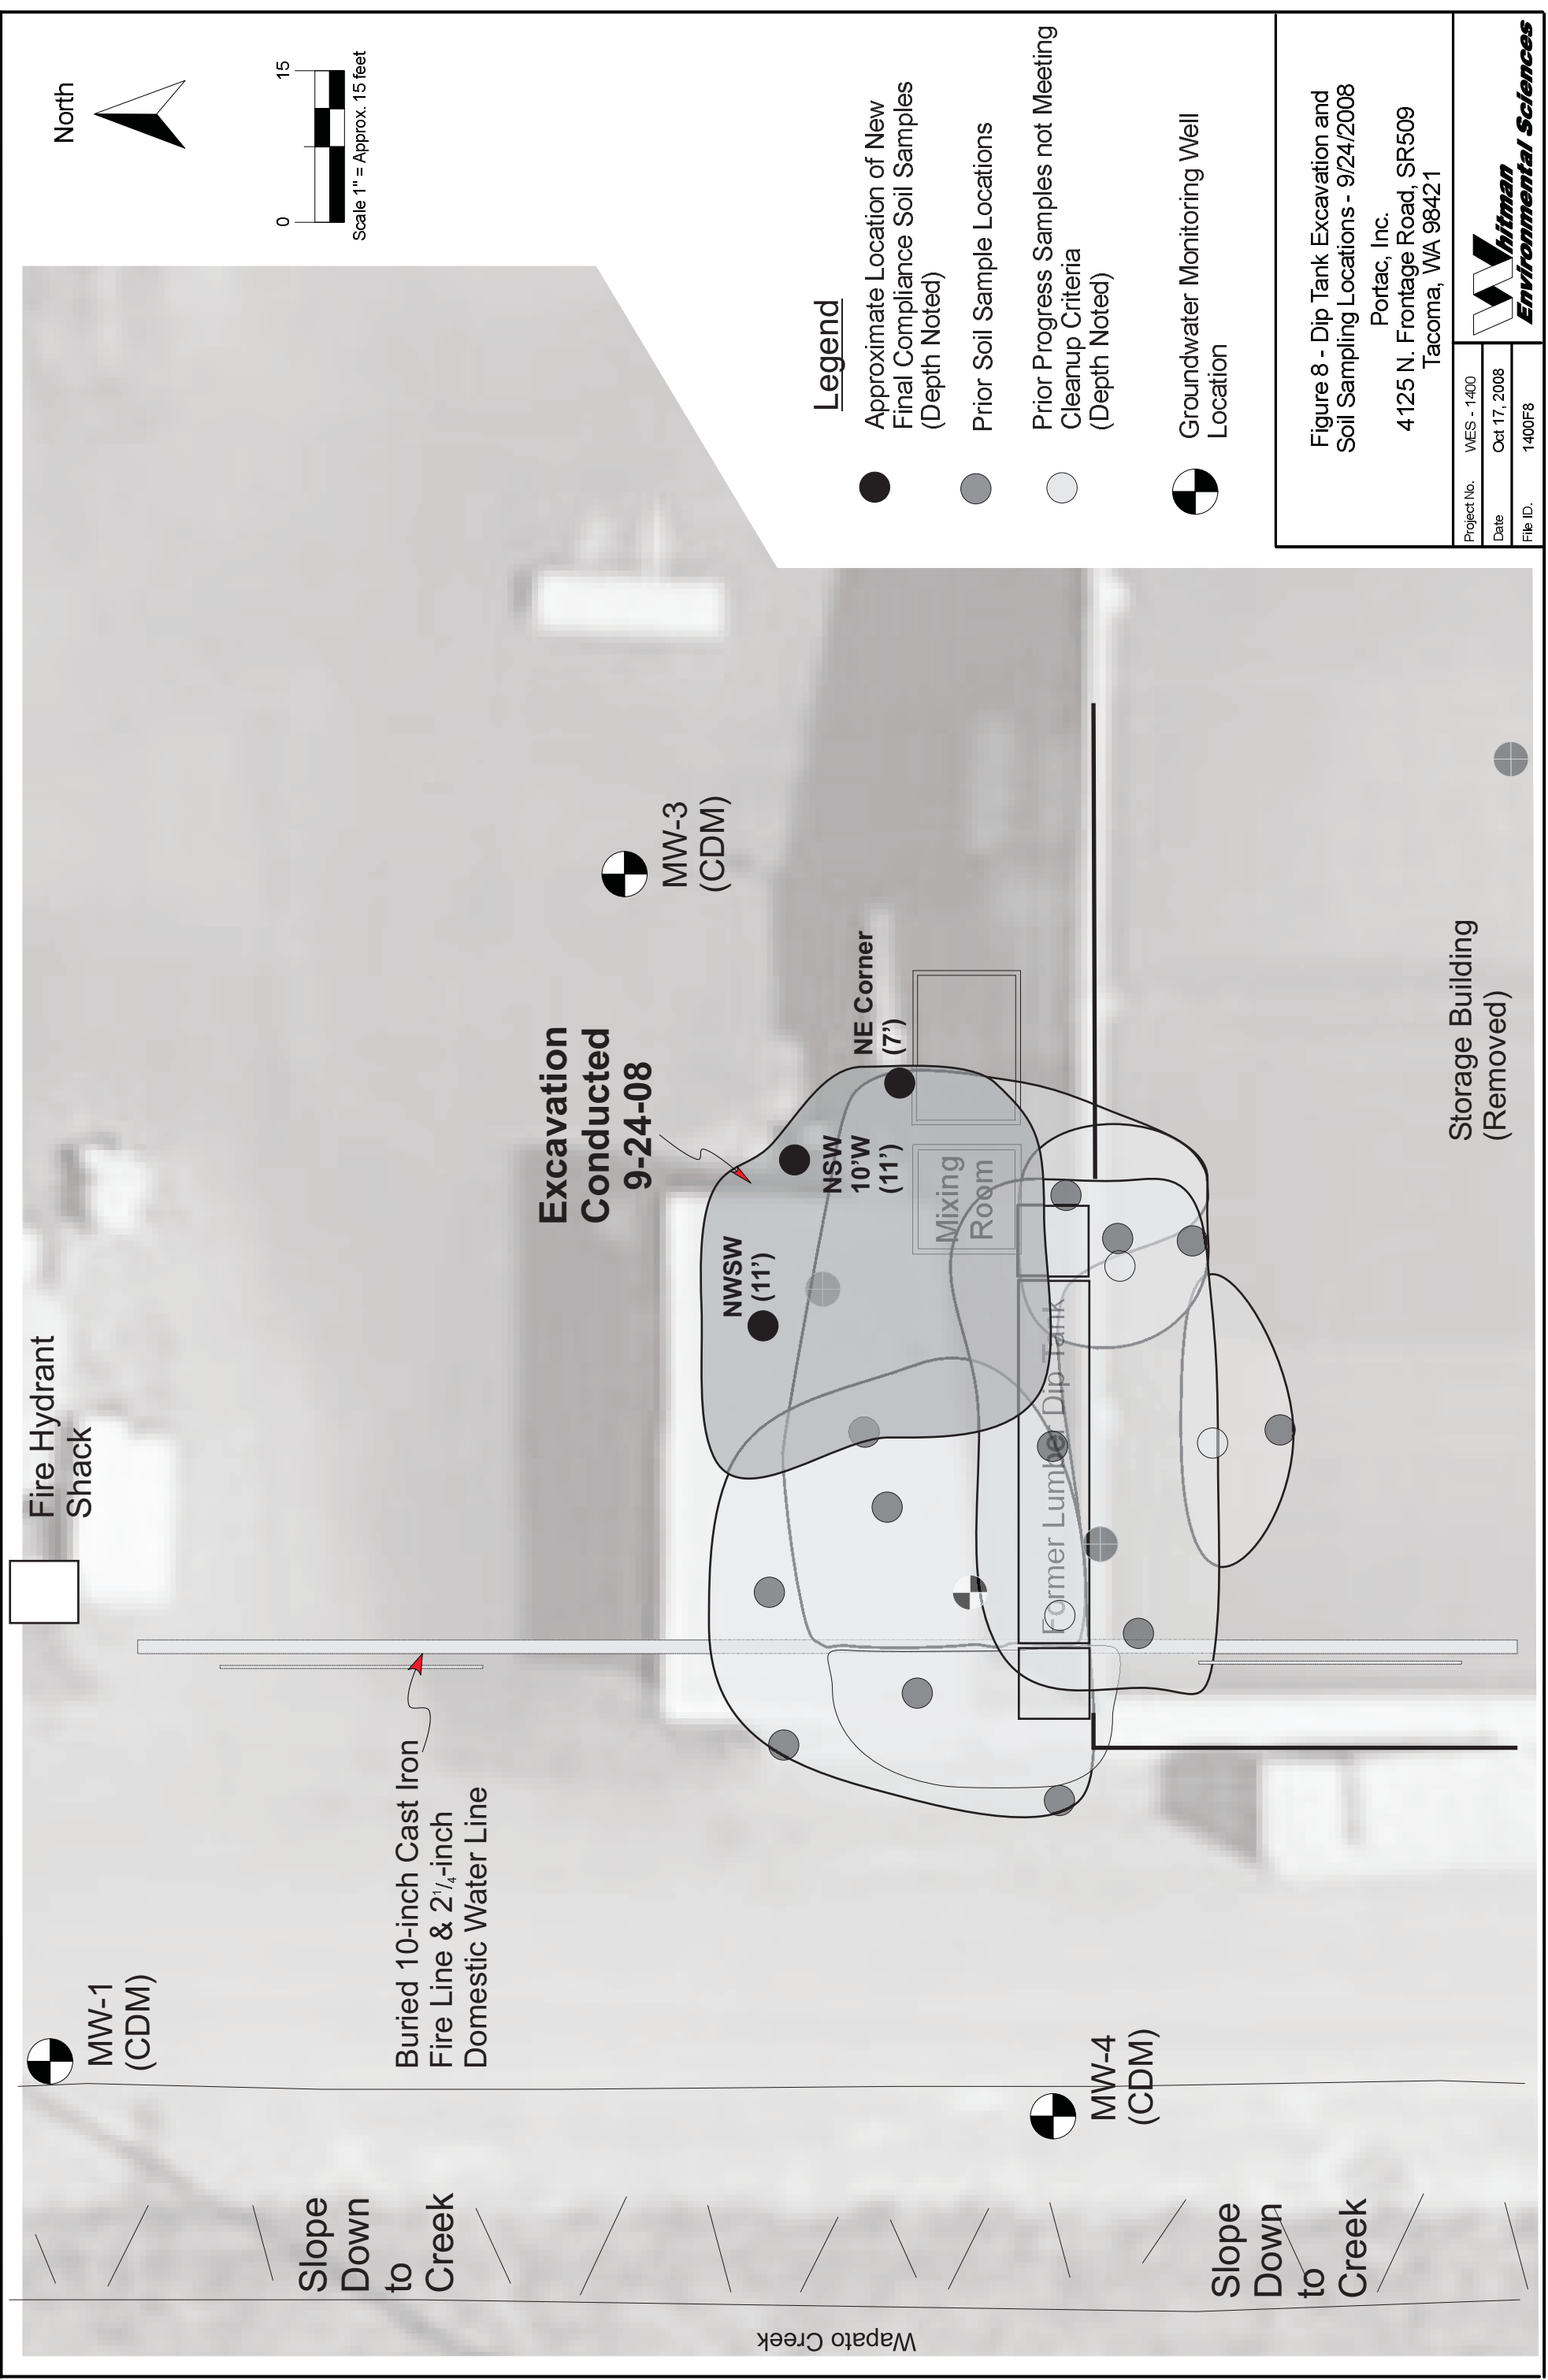 North
0
15
Scale 1" = Approx. 15 feet
Legend
Approximate Location of New
Final Compliance Soil Samples
(Depth Noted)
Prior Soil Sample Locations
Prior Progress Samples not Meeting
Cleanup Criteria
(Depth Noted)
Groundwater Monitoring Well
Location
Fire Hydrant
Shack
MW-1
(CDM)
Buried 10-inch Cast Iron
Fire Line & 2¹/₄-inch
Domestic Water Line
Excavation
Conducted
9-24-08
MW-3
(CDM)
NWSW
(11’)
NSW
10’W
(11’)
NE Corner
(7’)
Mixing
Room
Former Lumber Dip Tank
MW-4
(CDM)
Storage Building
(Removed)
Slope
Down
to
Creek
Slope
Down
to
Creek
Wapato Creek
Figure 8 - Dip Tank Excavation and
Soil Sampling Locations - 9/24/2008
Portac, Inc.
4125 N. Frontage Road, SR509
Tacoma, WA 98421
Project No. WES - 1400
Date Oct 17, 2008
File ID. 1400F8
Whitman
Environmental Sciences